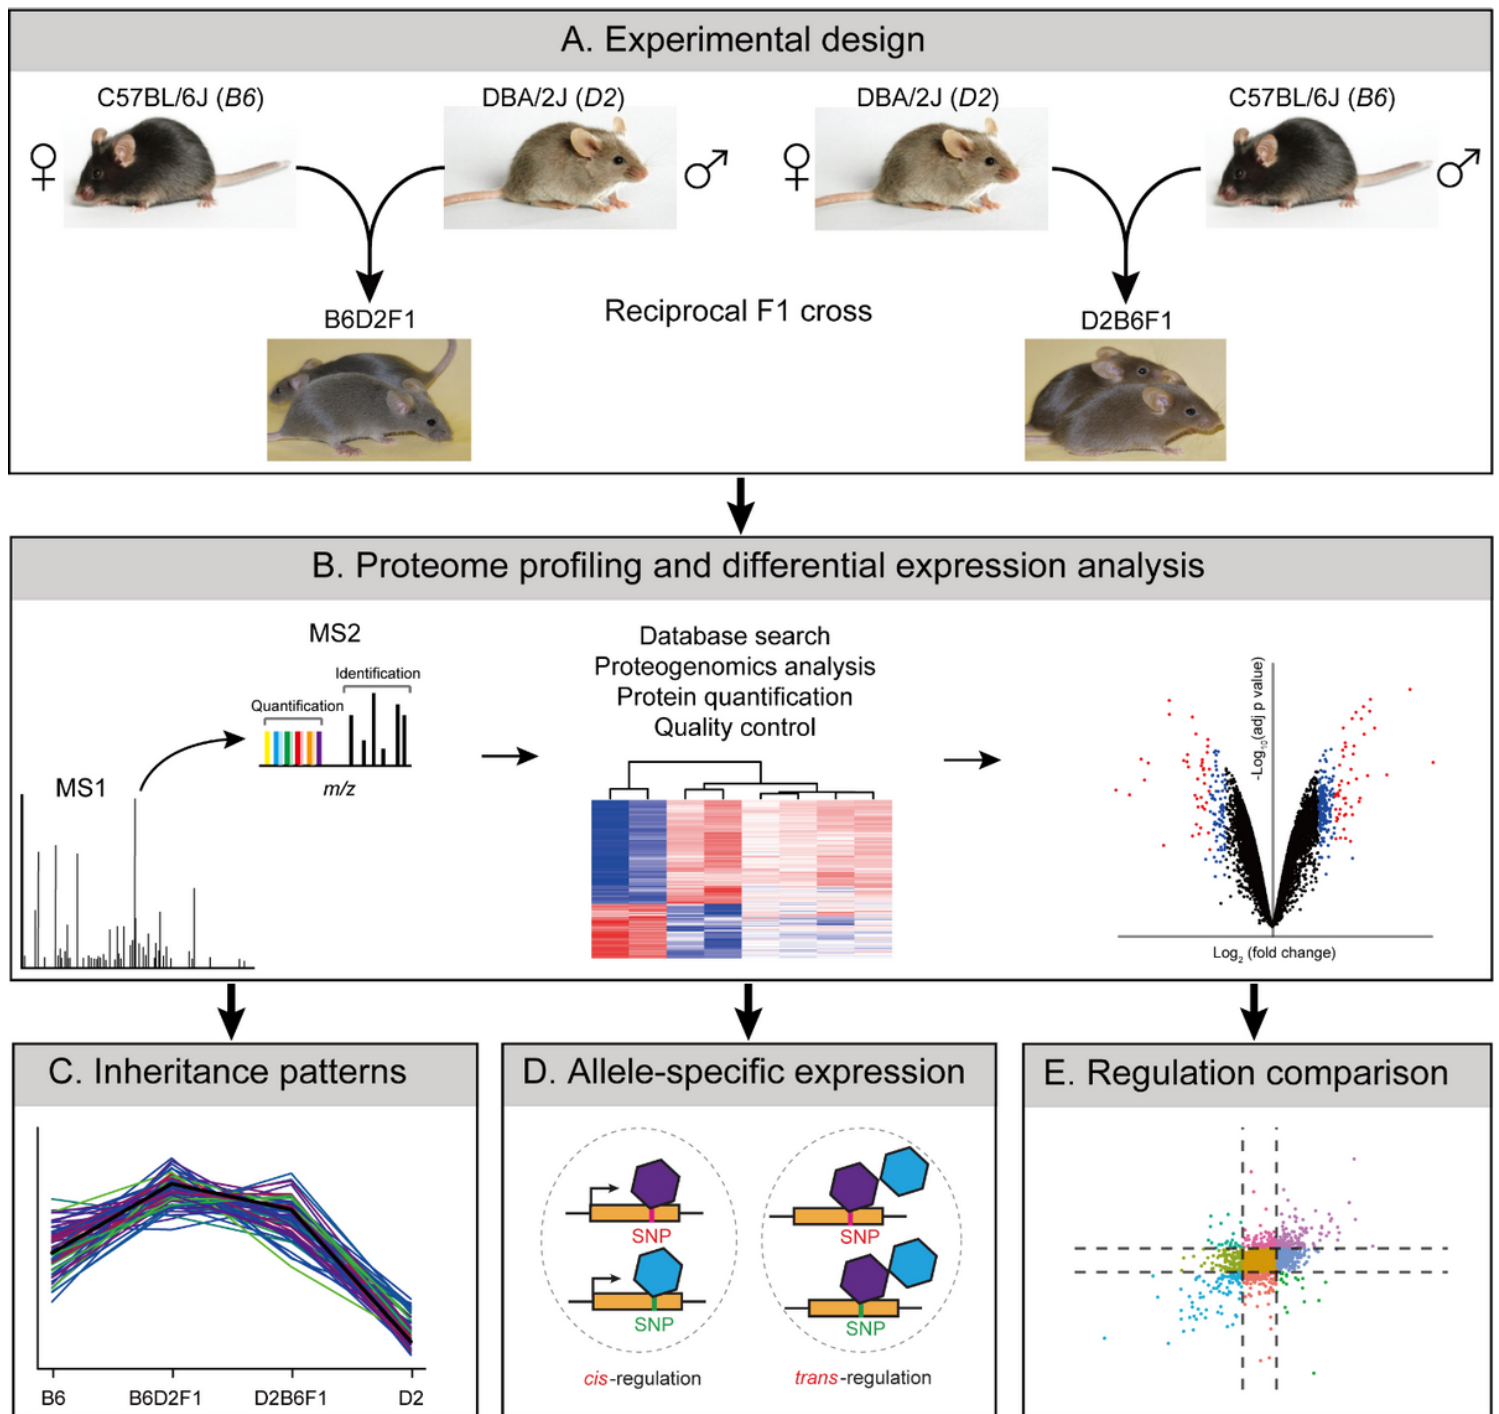 A. Experimental design
C57BL/6J (B6)
DBA/2J (D2)
DBA/2J (D2)
C57BL/6J (B6)
♀
♂
♀
♂
B6D2F1
Reciprocal F1 cross
D2B6F1
B. Proteome profiling and differential expression analysis
MS1
MS2
Quantification
Identification
m/z
Database search
Proteogenomics analysis
Protein quantification
Quality control
-Log10(adj p value)
Log2 (fold change)
C. Inheritance patterns
B6
B6D2F1
D2B6F1
D2
D. Allele-specific expression
SNP
SNP
cis-regulation
SNP
SNP
trans-regulation
E. Regulation comparison